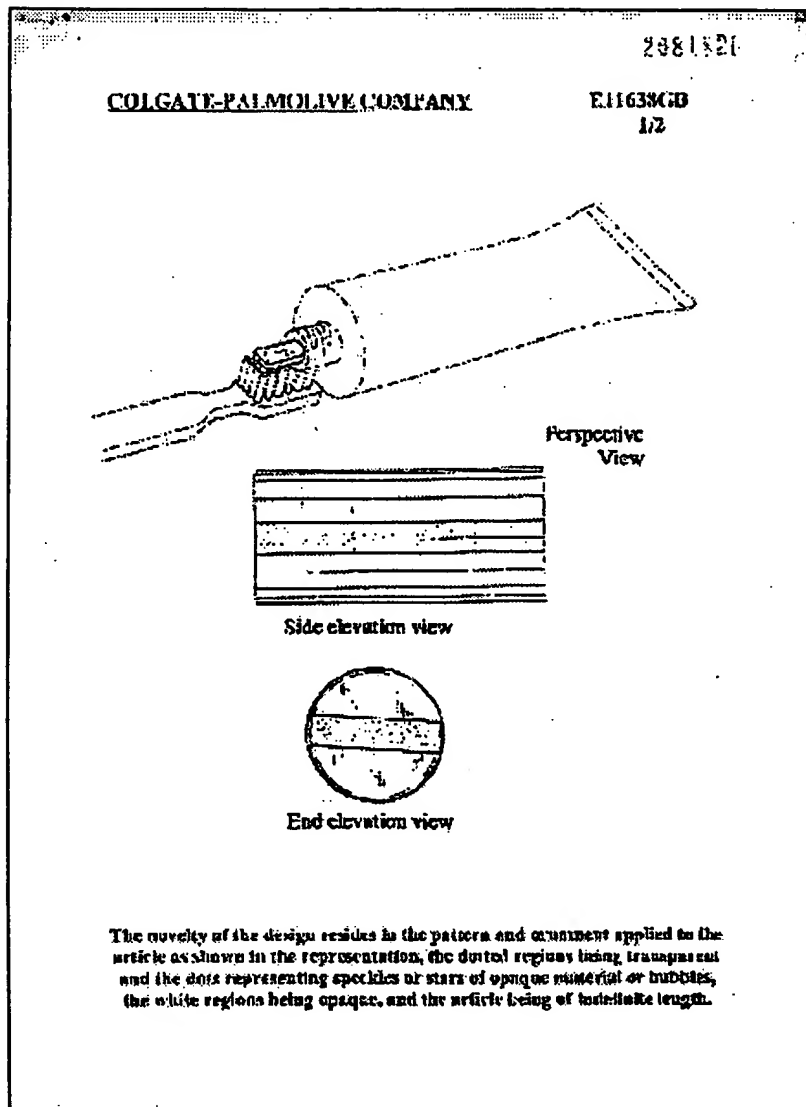 COLGATE-PALMOLIVE COMPANY
E11638GB
1/2
Perspective
View
Side elevation view
End elevation view
The novelty of the design resides in the pattern and ornament applied to the
article as shown in the representation, the dotted regions being transparent
and the dots representing speckles or stars of opaque material or bubbles,
the white regions being opaque, and the article being of indefinite length.